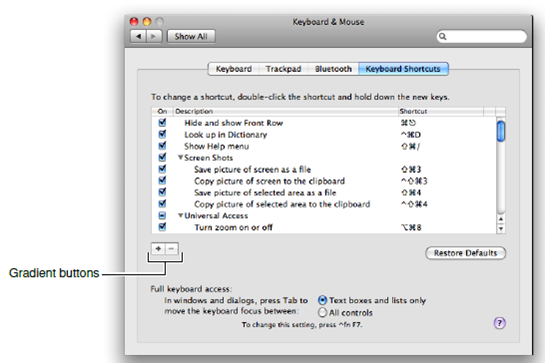 Keyboard & Mouse
Show All
Keyboard Trackpad Bluetooth Keyboard Shortcuts
To change a shortcut, double-click the shortcut and hold down the new keys.
On Description Shortcut
Hide and show Front Row ⌘⎋
Look up in Dictionary ^⌘D
Show Help menu ⇧⌘/
▼Screen Shots
Save picture of screen as a file ⇧⌘3
Copy picture of screen to the clipboard ^⇧⌘3
Save picture of selected area as a file ⇧⌘4
Copy picture of selected area to the clipboard ^⇧⌘4
▼Universal Access
Turn zoom on or off ⌥⌘8
+ −
Restore Defaults
Gradient buttons
Full keyboard access:
In windows and dialogs, press Tab to Text boxes and lists only
move the keyboard focus between: All controls
To change this setting, press ^fn F7.
?